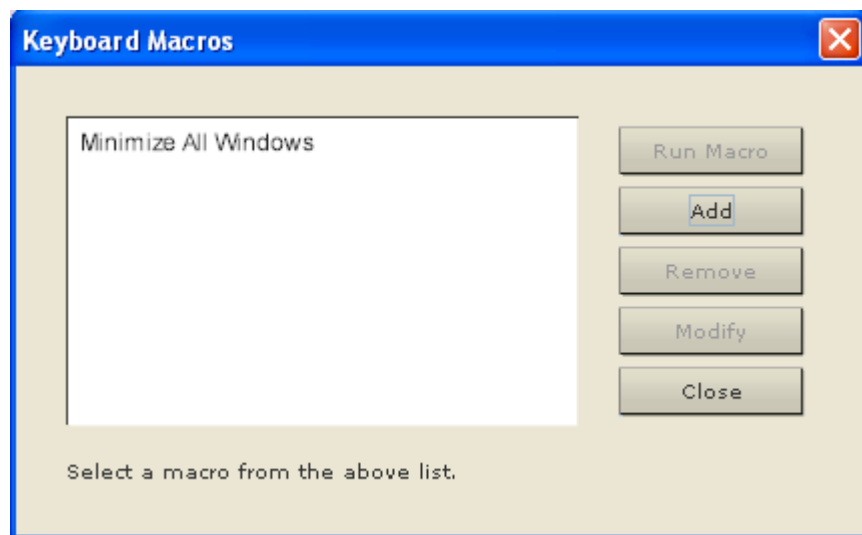 Keyboard Macros
Minimize All Windows
Run Macro
Add
Remove
Modify
Close
Select a macro from the above list.